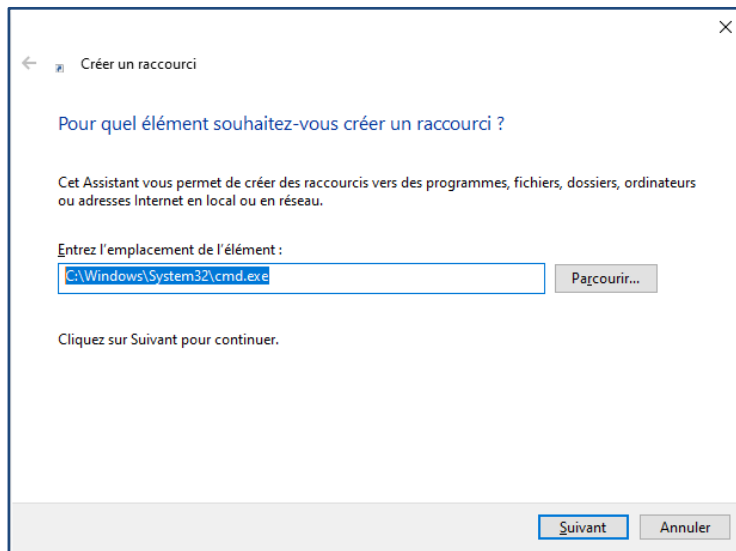 Créer un raccourci
Pour quel élément souhaitez-vous créer un raccourci ?
Cet Assistant vous permet de créer des raccourcis vers des programmes, fichiers, dossiers, ordinateurs
ou adresses Internet en local ou en réseau.
Entrez l’emplacement de l’élément :
C:\Windows\System32\cmd.exe
Parcourir...
Cliquez sur Suivant pour continuer.
Suivant
Annuler